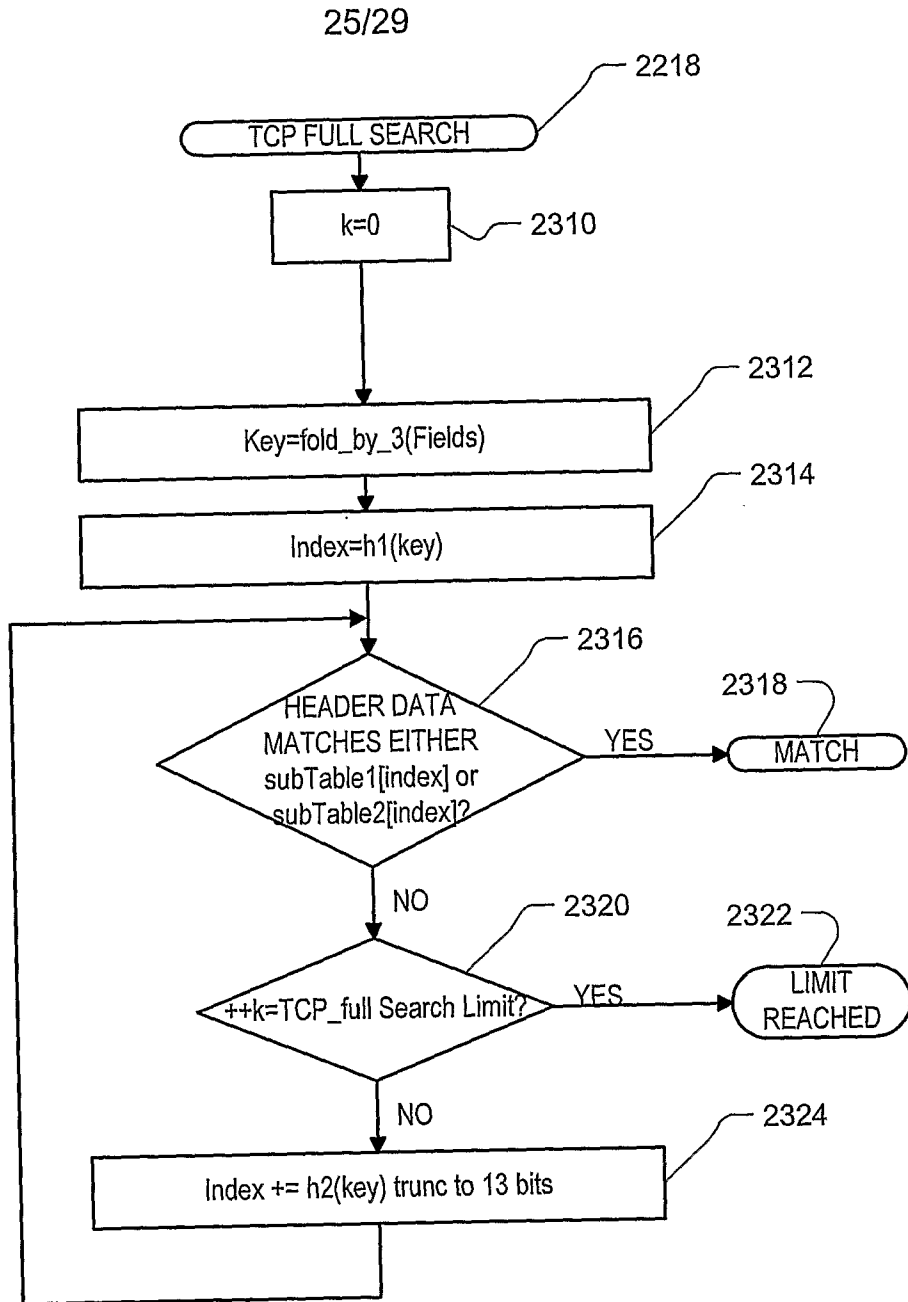 25/29
2218
TCP FULL SEARCH
k=0
2310
2312
Key=fold_by_3(Fields)
2314
Index=h1(key)
2316
HEADER DATA
MATCHES EITHER
subTable1[index] or
subTable2[index]?
YES
2318
MATCH
NO
2320
++k=TCP_full Search Limit?
YES
2322
LIMIT
REACHED
NO
2324
Index += h2(key) trunc to 13 bits